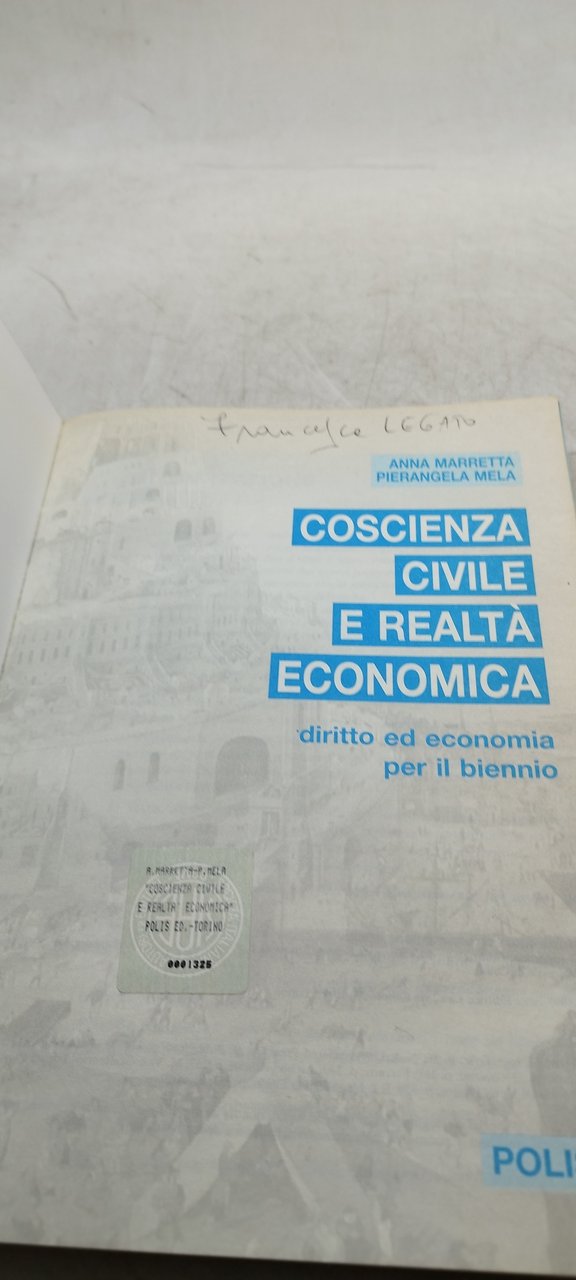 Francesco LEGATO
ANNA MARRETTA
PIERANGELA MELA
COSCIENZA
CIVILE
E REALTÀ
ECONOMICA
diritto ed economia
per il biennio
A.MARRETTA-P.MELA
"COSCIENZA CIVILE
E REALTA' ECONOMICA"
POLIS ED.-TORINO
0001325
POLIS